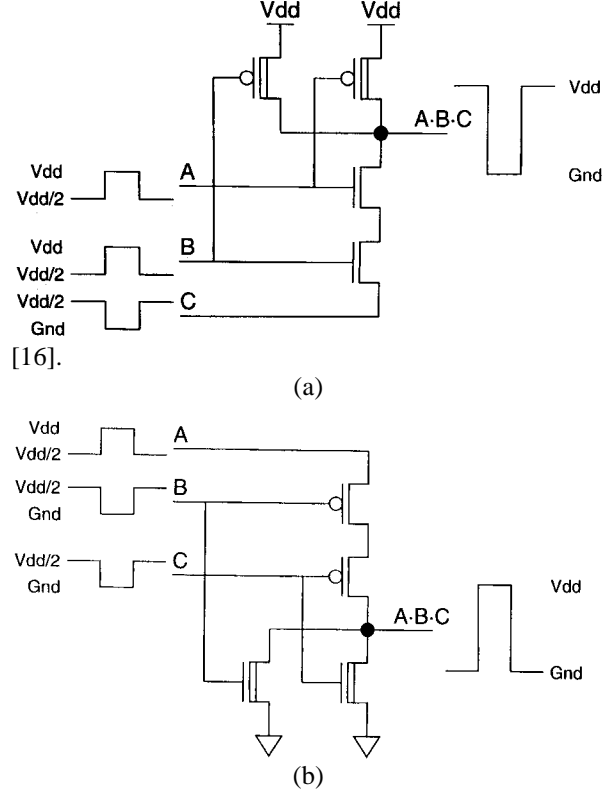 Vdd Vdd
A·B·C
Vdd
Gnd
Vdd
Vdd/2
A
Vdd
Vdd/2
B
Vdd/2
Gnd
C
[16].
(a)
Vdd
Vdd/2
A
Vdd/2
Gnd
B
Vdd/2
Gnd
C
A·B·C
Vdd
Gnd
(b)